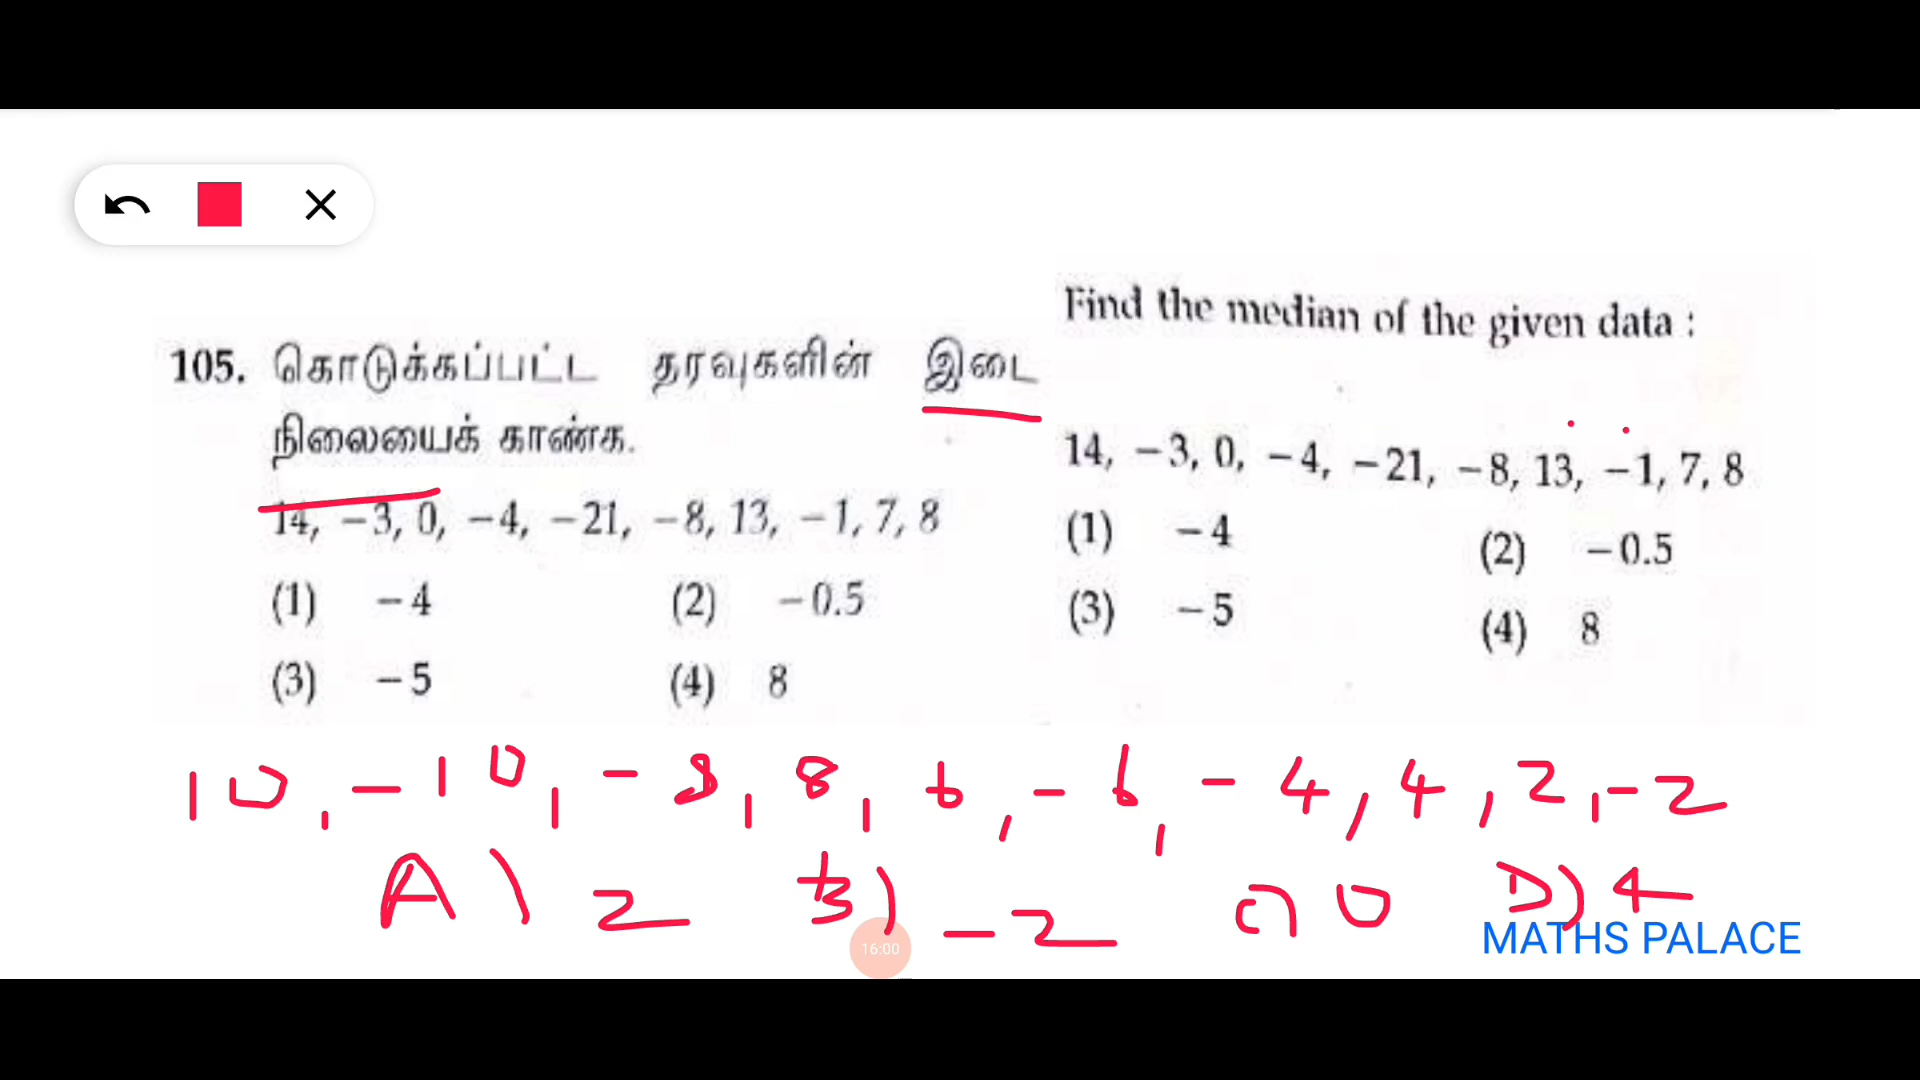 105. கொடுக்கப்பட்ட தரவுகளின் இடை
நிலையைக் காண்க.
14, −3, 0, −4, −21, −8, 13, −1, 7, 8
(1) −4 (2) −0.5
(3) −5 (4) 8
Find the median of the given data :
14, −3, 0, −4, −21, −8, 13, −1, 7, 8
(1) −4 (2) −0.5
(3) −5 (4) 8
10, -10, -8, 8, 6, -6, -4, 4, 2, -2
A) 2 B) -2 C) 0 D) 4
16:00
MATHS PALACE